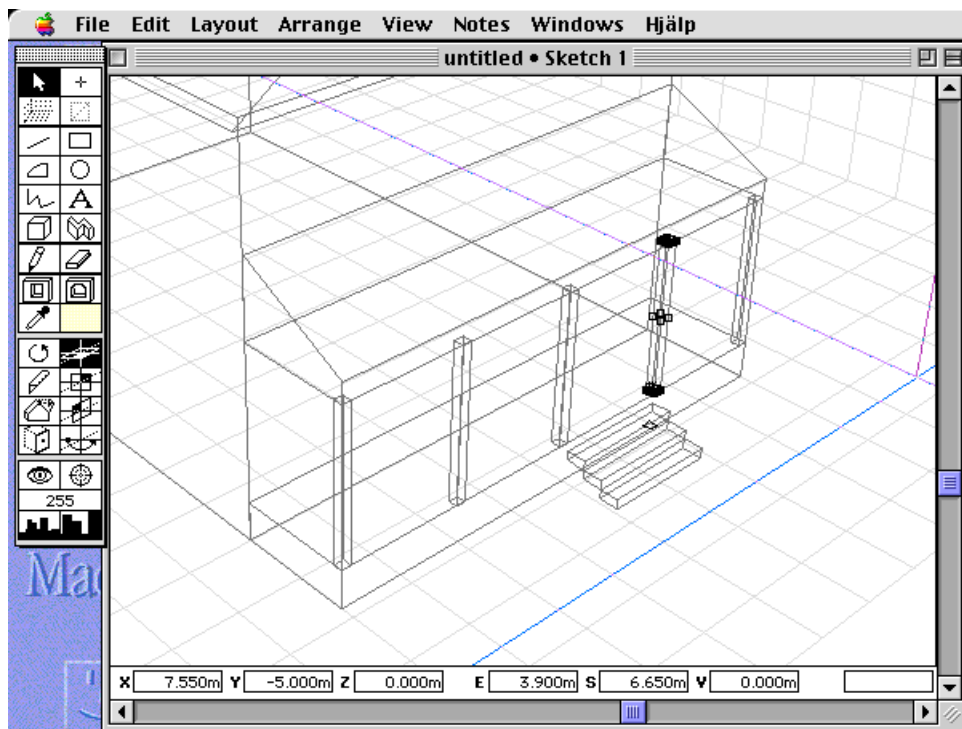 File Edit Layout Arrange View Notes Windows Hjälp
untitled • Sketch 1
A
255
Mac
X 7.550m Y -5.000m Z 0.000m E 3.900m S 6.650m V 0.000m